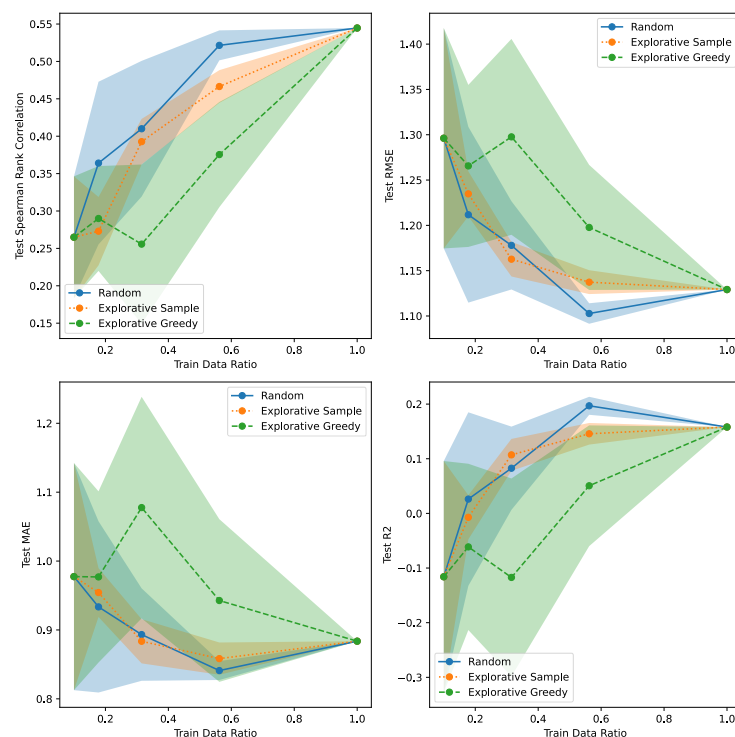 0.55
0.50
0.45
0.40
0.35
0.30
0.25
0.20
0.15
Test Spearman Rank Correlation
Random
Explorative Sample
Explorative Greedy
0.2 0.4 0.6 0.8 1.0
Train Data Ratio
1.40
1.35
1.30
1.25
1.20
1.15
1.10
Test RMSE
Random
Explorative Sample
Explorative Greedy
0.2 0.4 0.6 0.8 1.0
Train Data Ratio
1.2
1.1
1.0
0.9
0.8
Test MAE
Random
Explorative Sample
Explorative Greedy
0.2 0.4 0.6 0.8 1.0
Train Data Ratio
0.2
0.1
0.0
−0.1
−0.2
−0.3
Test R2
Random
Explorative Sample
Explorative Greedy
0.2 0.4 0.6 0.8 1.0
Train Data Ratio